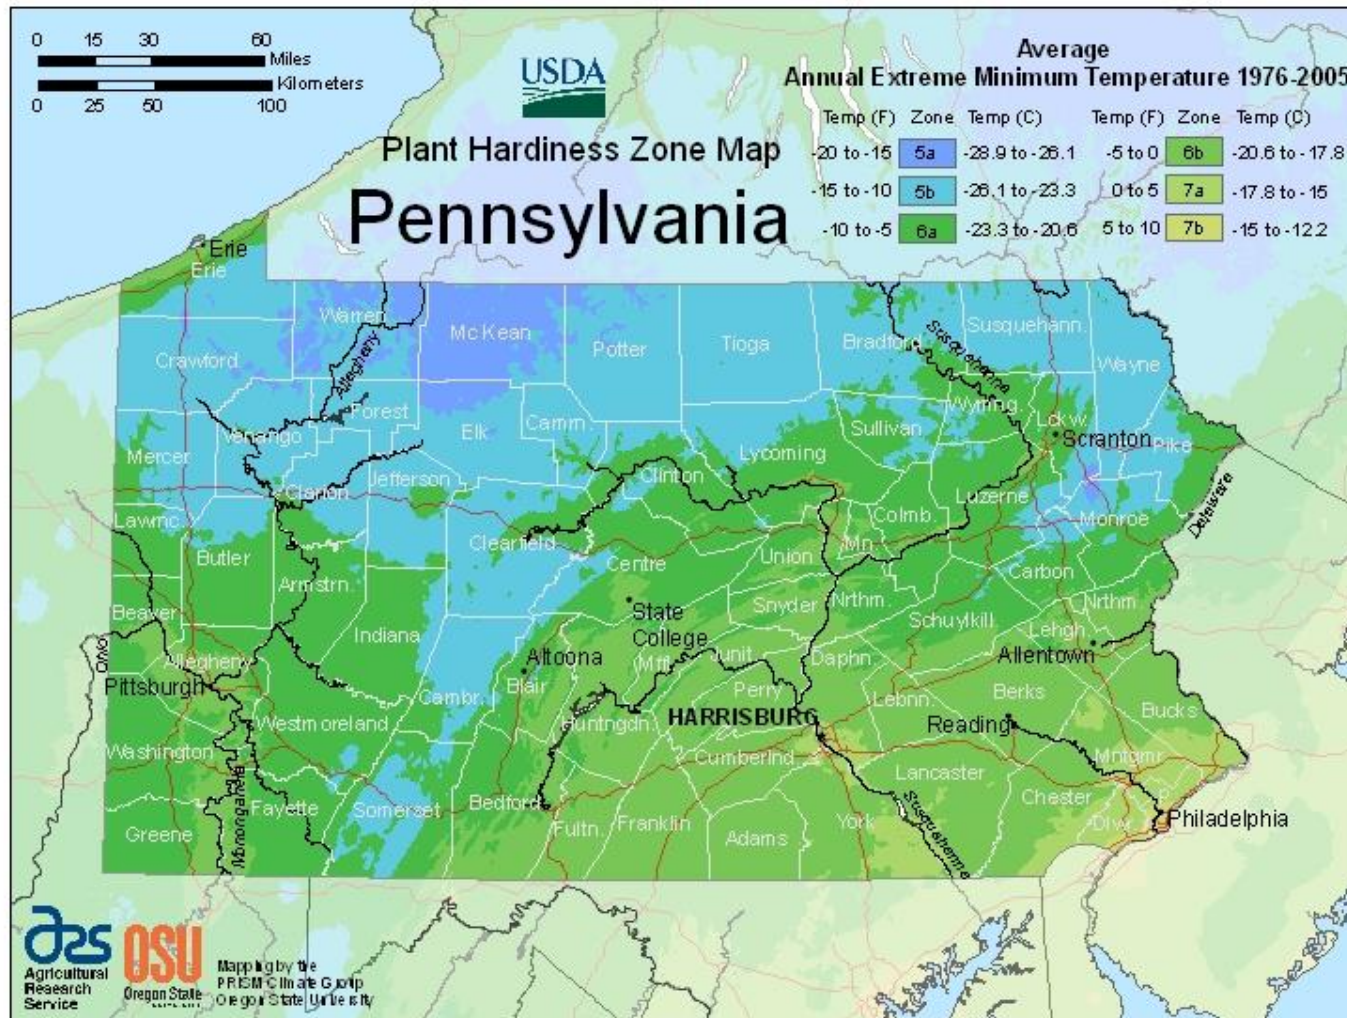 0 15 30 60
Miles
Kilometers
0 25 50 100
USDA
Plant Hardiness Zone Map
Pennsylvania
Average
Annual Extreme Minimum Temperature 1976-2005
Temp (F) Zone Temp (C) Temp (F) Zone Temp (C)
-20 to -15 5a -28.9 to -26.1 -5 to 0 6b -20.6 to -17.8
-15 to -10 5b -26.1 to -23.3 0 to 5 7a -17.8 to -15
-10 to -5 6a -23.3 to -20.6 5 to 10 7b -15 to -12.2
Erie
Erie
Warren
Mc Kean
Potter
Tioga
Bradford
Susquehanna
Susquehann.
Wayne
Crawford
Allegheny
Forest
Elk
Camm.
Sullivan
Wymng.
Lckw.
Scranton
Pike
Venango
Mercer
Lycoming
Clinton
Jefferson
Clarion
Luzerne
Colmb.
Monroe
Delaware
Lawrnc.
Butler
Clearfield
Centre
Union
Mn.
Carbon
Armstrn.
Beaver
Indiana
State
College
Snyder
Nrthm.
Schuylkill
Nrthm.
Lehgh.
Allentown
Ohio
Allegheny
Pittsburgh
Altoona
Blair
Miffl.
Junit.
Daphn.
Cambr.
Perry
Lebnn.
Berks
Westmoreland
Huntngdn.
HARRISBURG
Reading
Bucks
Washington
Cumberlnd.
Mntgmr.
Monongahela
Fayette
Somerset
Bedford
Lancaster
Chester
Greene
Fultn.
Franklin
Adams
York
Susquehanna
Dlwr.
P.
Philadelphia
ars
Agricultural
Research
Service
OSU
Oregon State
Mapping by the
PRISM Climate Group
Oregon State University